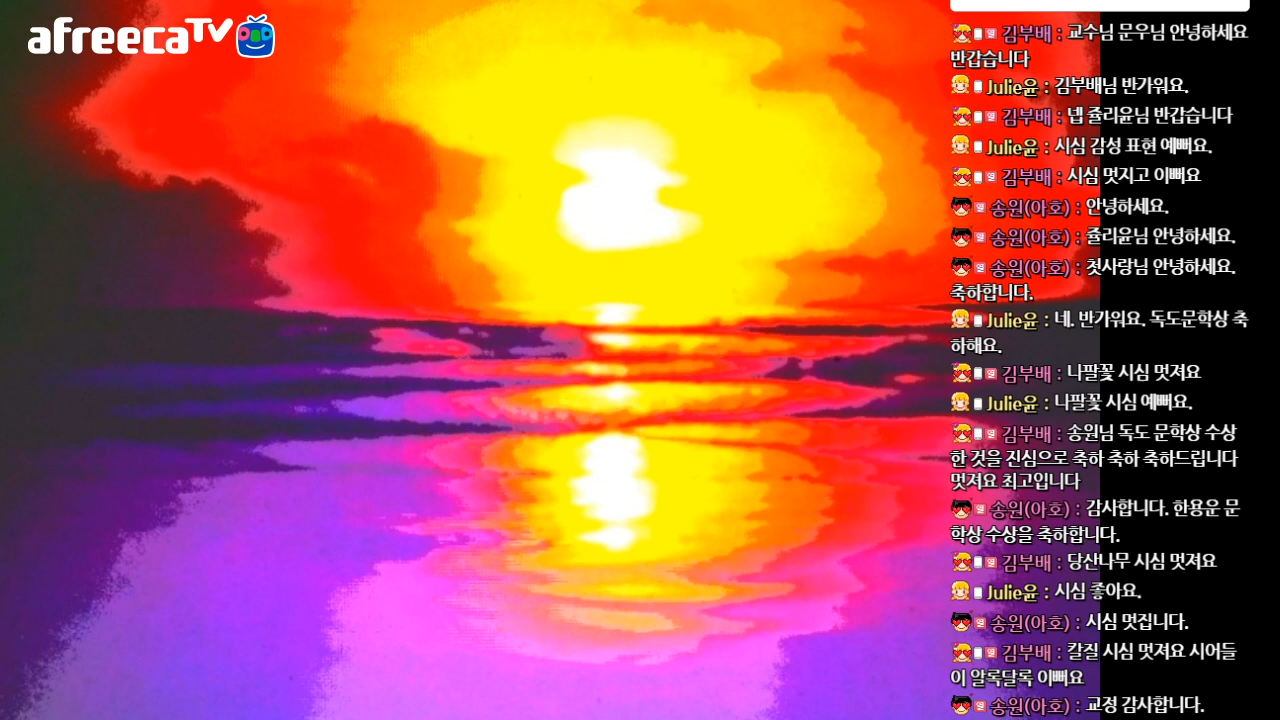 afreecaTV
김부배 : 교수님 문우님 안녕하세요
반갑습니다
Julie윤 : 김부배님 반가워요.
김부배 : 넵 쥴리윤님 반갑습니다
Julie윤 : 시심 감성 표현 예뻐요.
김부배 : 시심 멋지고 이뻐요
송원(아호) : 안녕하세요.
송원(아호) : 쥴리윤님 안녕하세요.
송원(아호) : 첫사랑님 안녕하세요.
축하합니다.
Julie윤 : 네. 반가워요. 독도문학상 축
하해요.
김부배 : 나팔꽃 시심 멋져요
Julie윤 : 나팔꽃 시심 예뻐요.
김부배 : 송원님 독도 문학상 수상
한 것을 진심으로 축하 축하 축하드립니다
멋져요 최고입니다
송원(아호) : 감사합니다. 한용운 문
학상 수상을 축하합니다.
김부배 : 당산나무 시심 멋져요
Julie윤 : 시심 좋아요.
송원(아호) : 시심 멋집니다.
김부배 : 칼질 시심 멋져요 시어들
이 알록달록 이뻐요
송원(아호) : 교정 감사합니다.